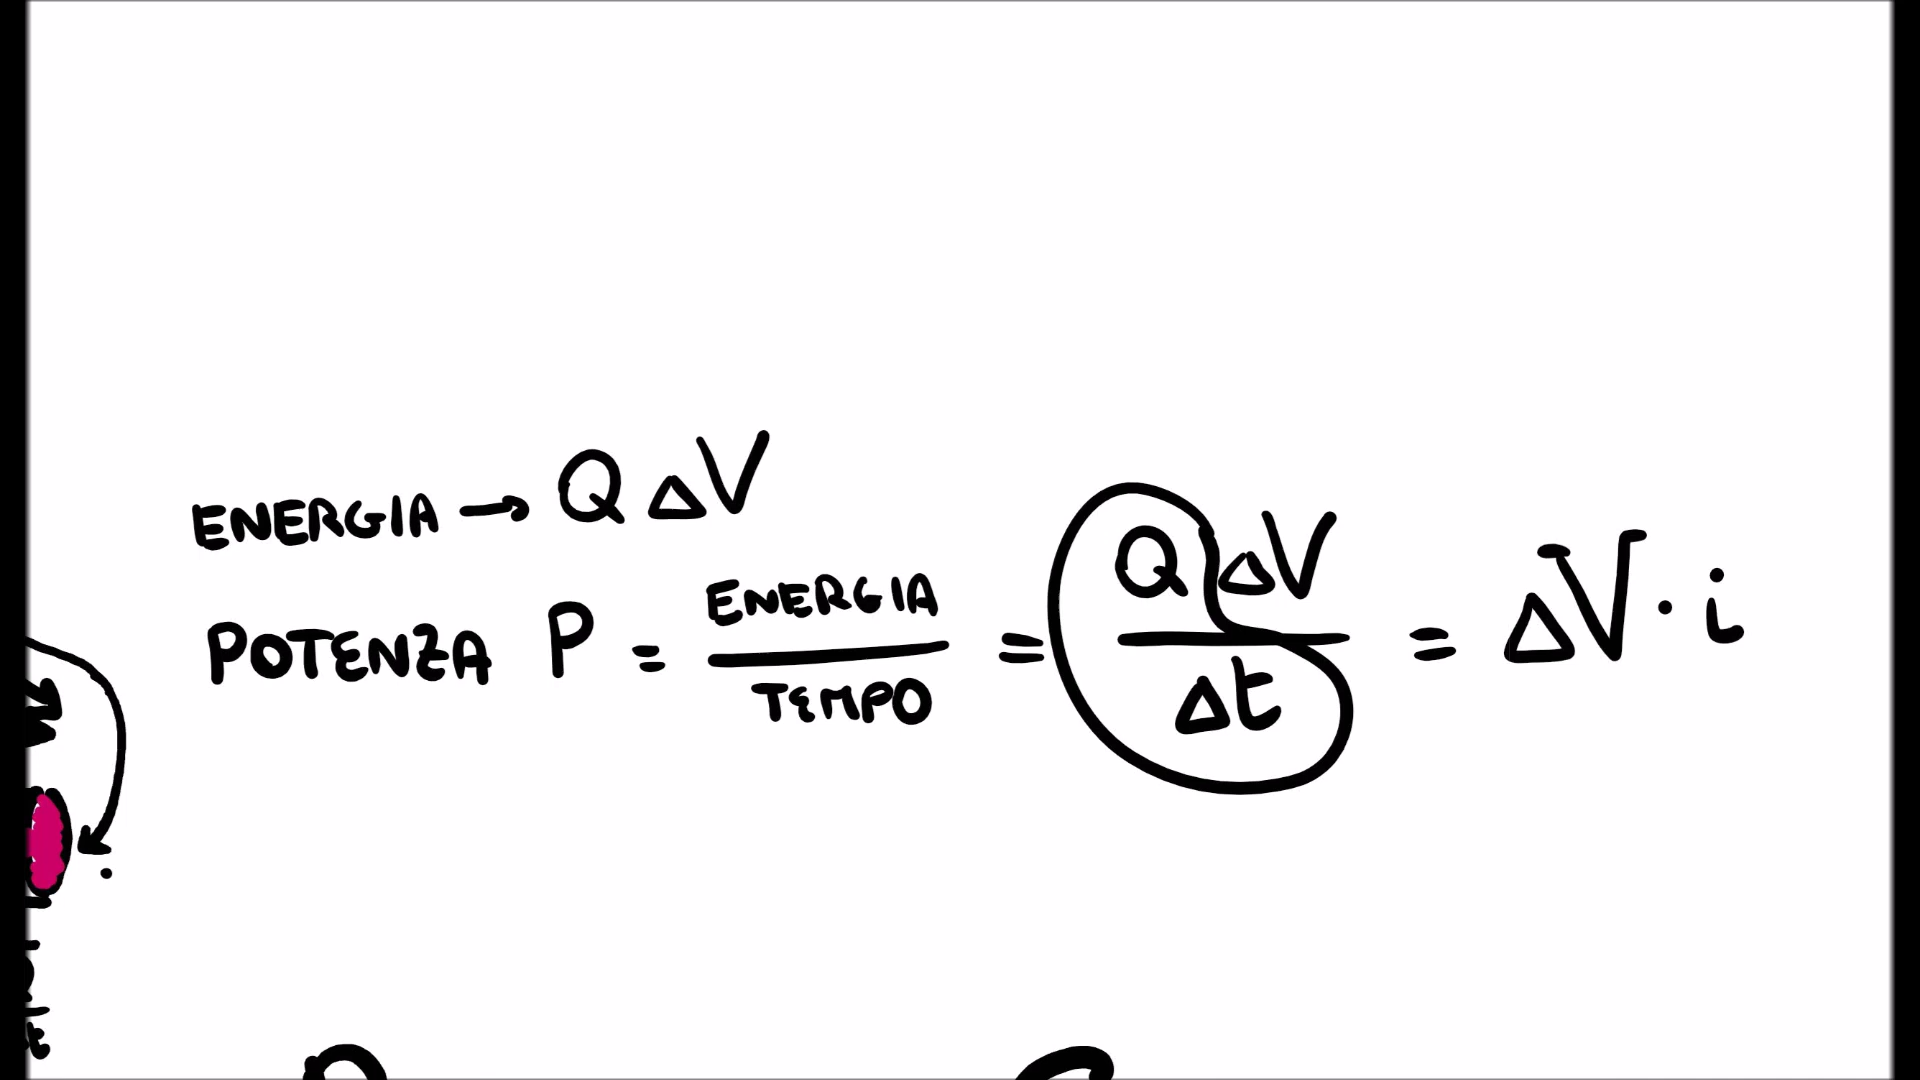 ENERGIA → Q ΔV
POTENZA P = ENERGIA / TEMPO = Q ΔV / Δt = ΔV · i